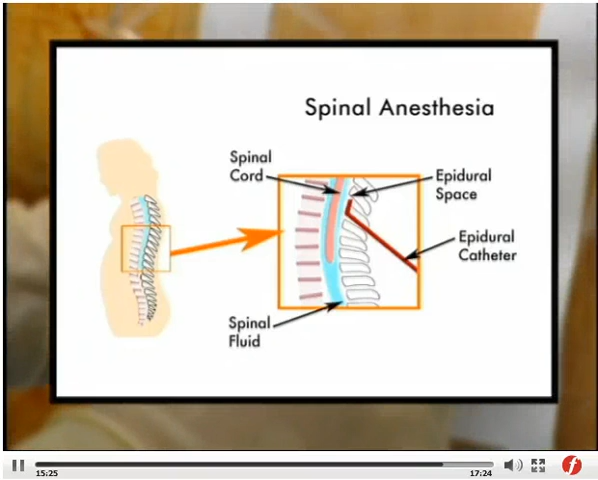 Spinal Anesthesia
Spinal
Cord
Epidural
Space
Epidural
Catheter
Spinal
Fluid
15:25
17:24